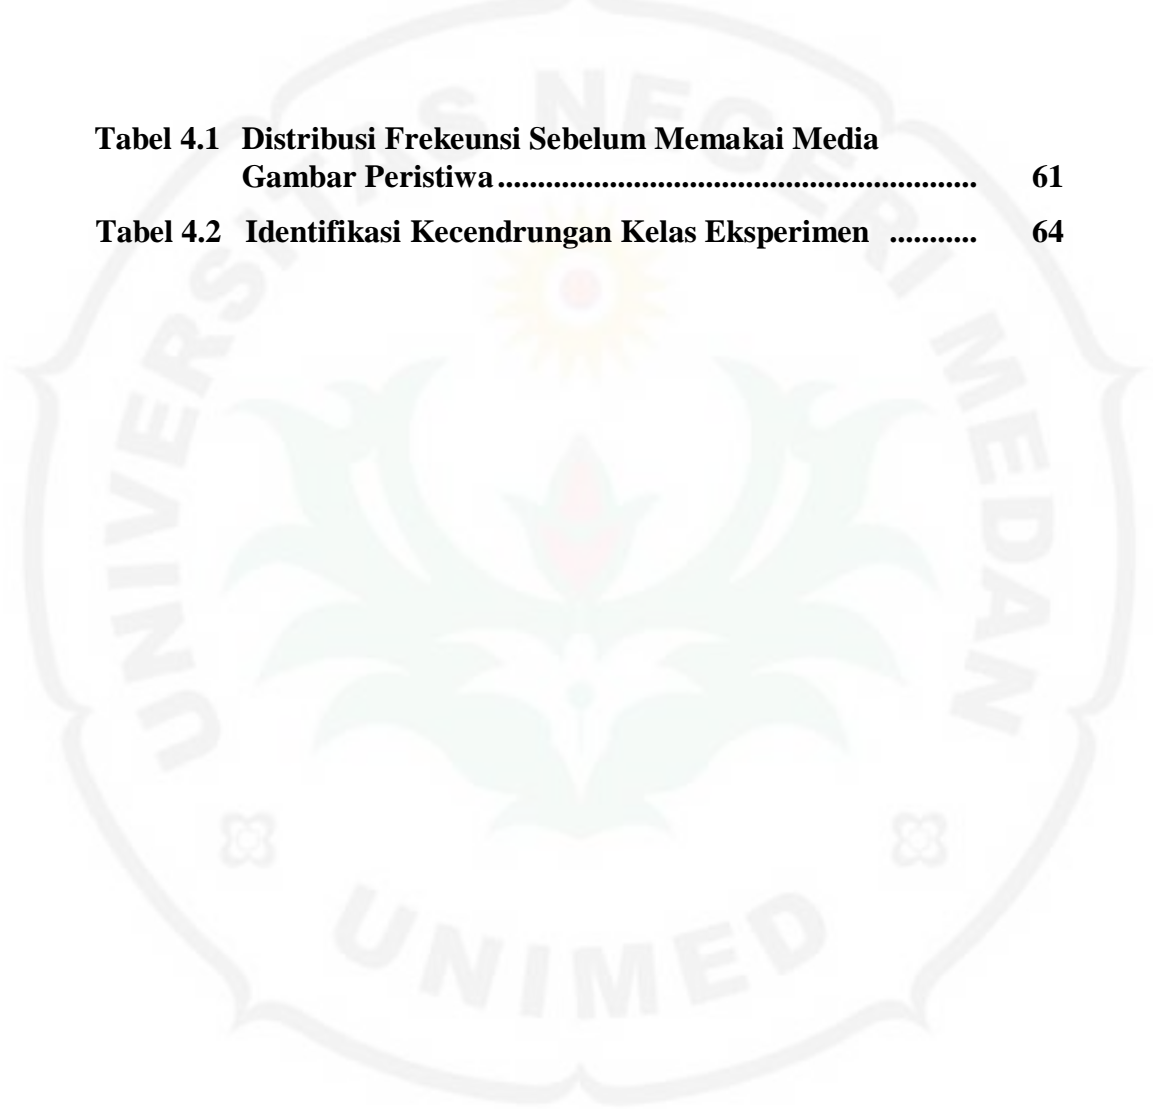 Tabel 4.1 Distribusi Frekeunsi Sebelum Memakai Media
Gambar Peristiwa............................................................ 61
Tabel 4.2 Identifikasi Kecendrungan Kelas Eksperimen ........... 64
UNIVERSITAS NEGERI MEDAN
UNIMED